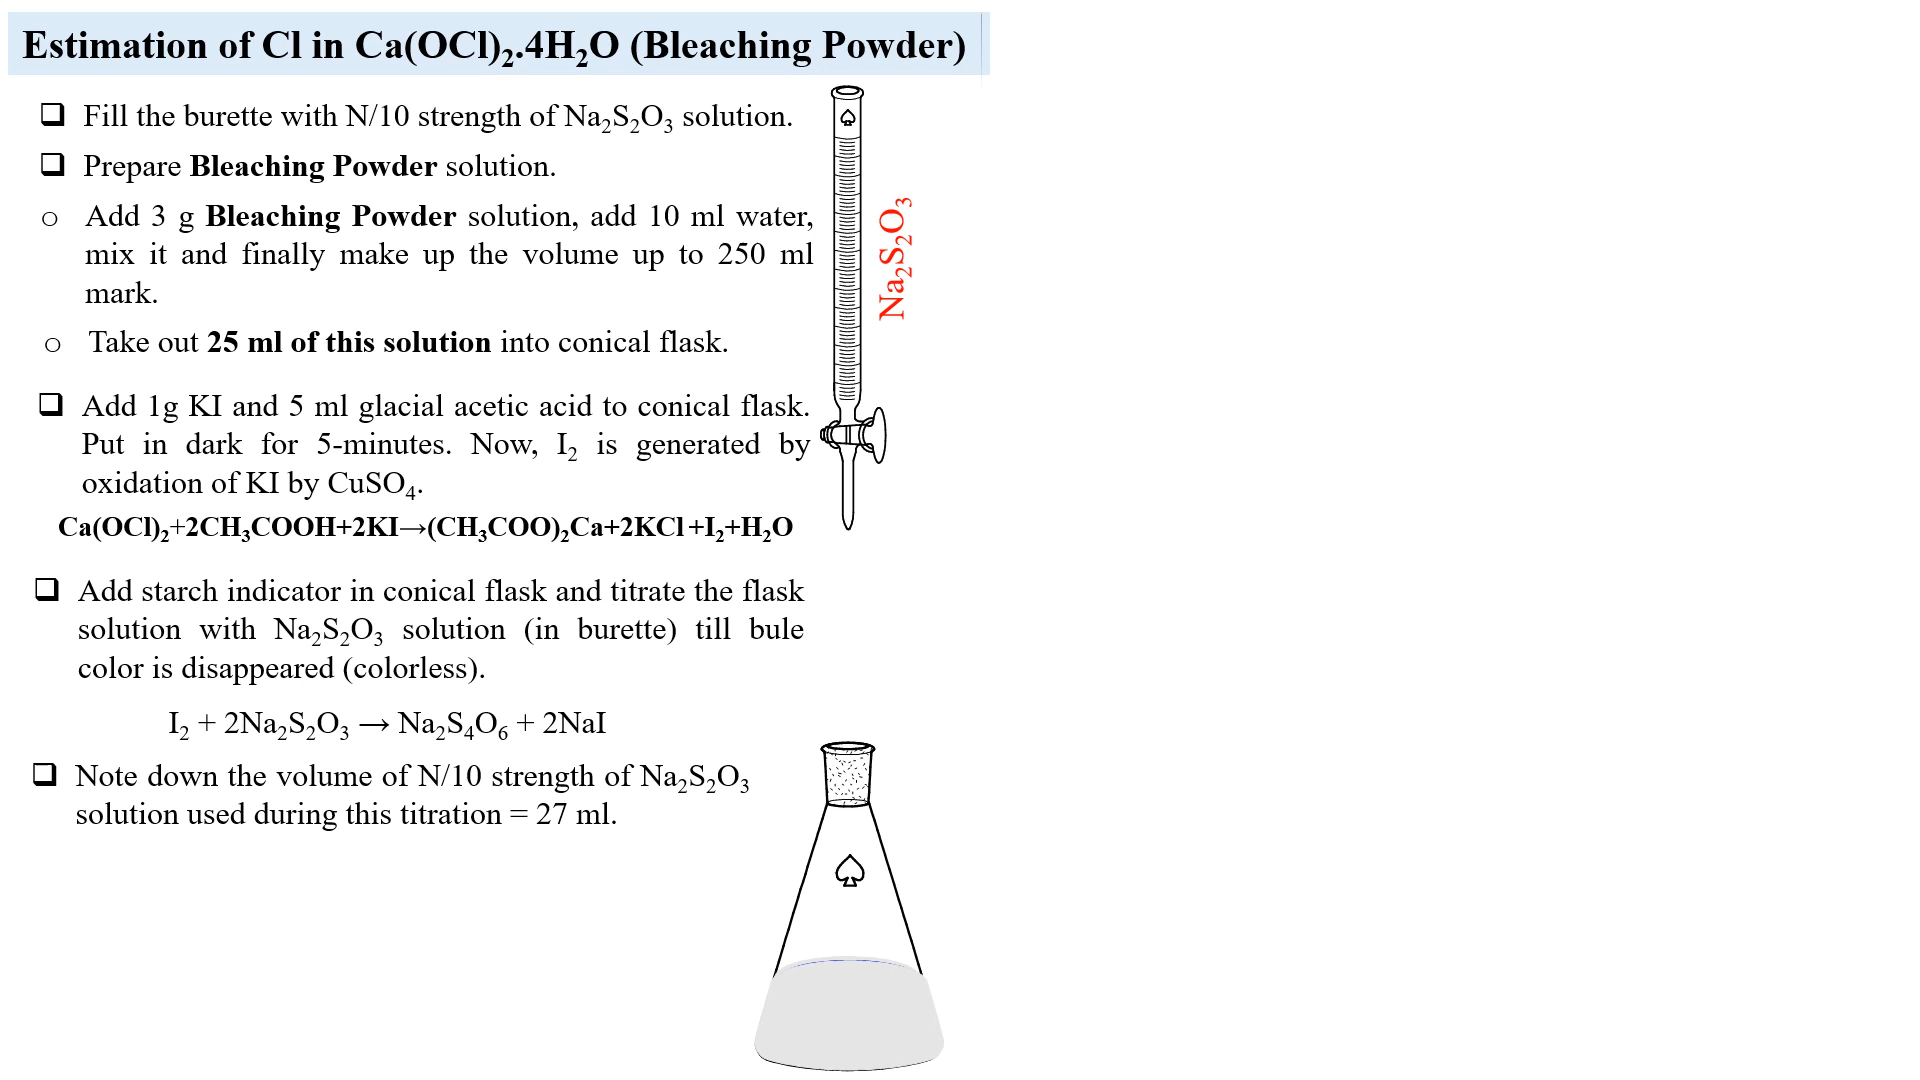 Estimation of Cl in Ca(OCl)₂.4H₂O (Bleaching Powder)
❑ Fill the burette with N/10 strength of Na₂S₂O₃ solution.
❑ Prepare Bleaching Powder solution.
o Add 3 g Bleaching Powder solution, add 10 ml water,
mix it and finally make up the volume up to 250 ml
mark.
o Take out 25 ml of this solution into conical flask.
❑ Add 1g KI and 5 ml glacial acetic acid to conical flask.
Put in dark for 5-minutes. Now, I₂ is generated by
oxidation of KI by CuSO₄.
Ca(OCl)₂+2CH₃COOH+2KI→(CH₃COO)₂Ca+2KCl+I₂+H₂O
❑ Add starch indicator in conical flask and titrate the flask
solution with Na₂S₂O₃ solution (in burette) till bule
color is disappeared (colorless).
I₂ + 2Na₂S₂O₃ → Na₂S₄O₆ + 2NaI
❑ Note down the volume of N/10 strength of Na₂S₂O₃
solution used during this titration = 27 ml.
Na₂S₂O₃